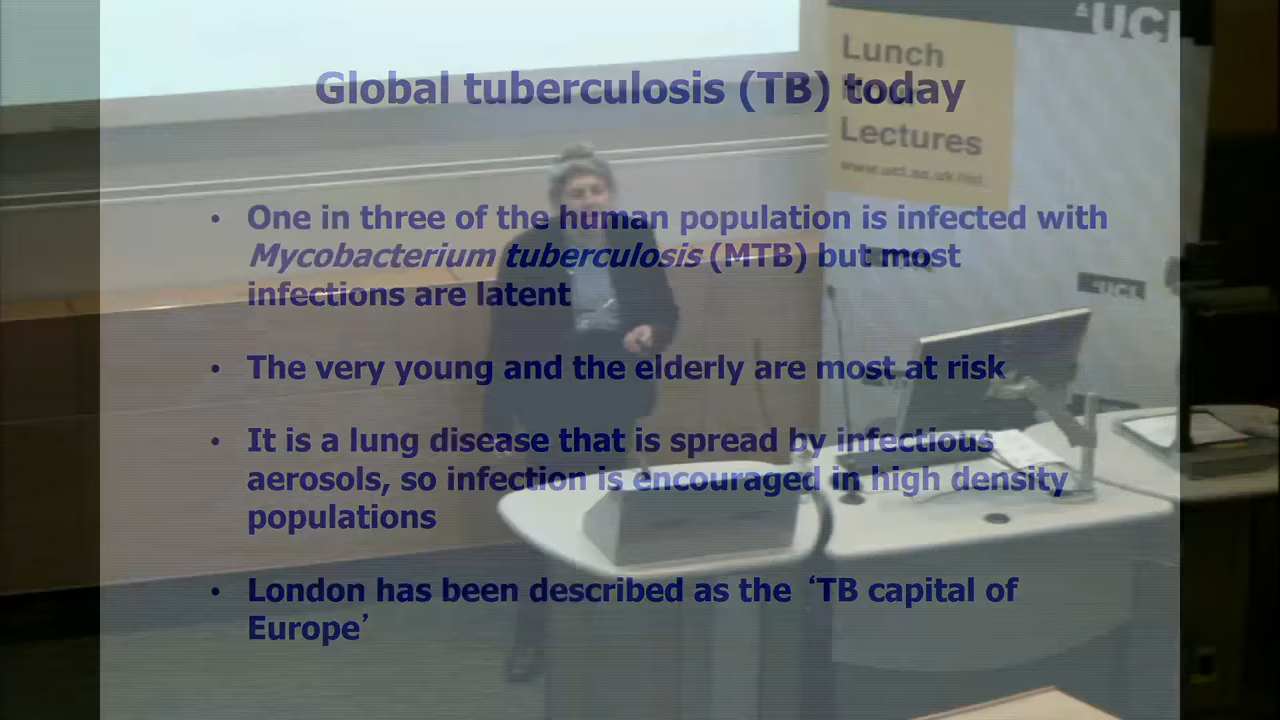 UCL
Lunch
Lectures
Global tuberculosis (TB) today
• One in three of the human population is infected with
Mycobacterium tuberculosis (MTB) but most
infections are latent
• The very young and the elderly are most at risk
• It is a lung disease that is spread by infectious
aerosols, so infection is encouraged in high density
populations
• London has been described as the ‘TB capital of
Europe’
UCL